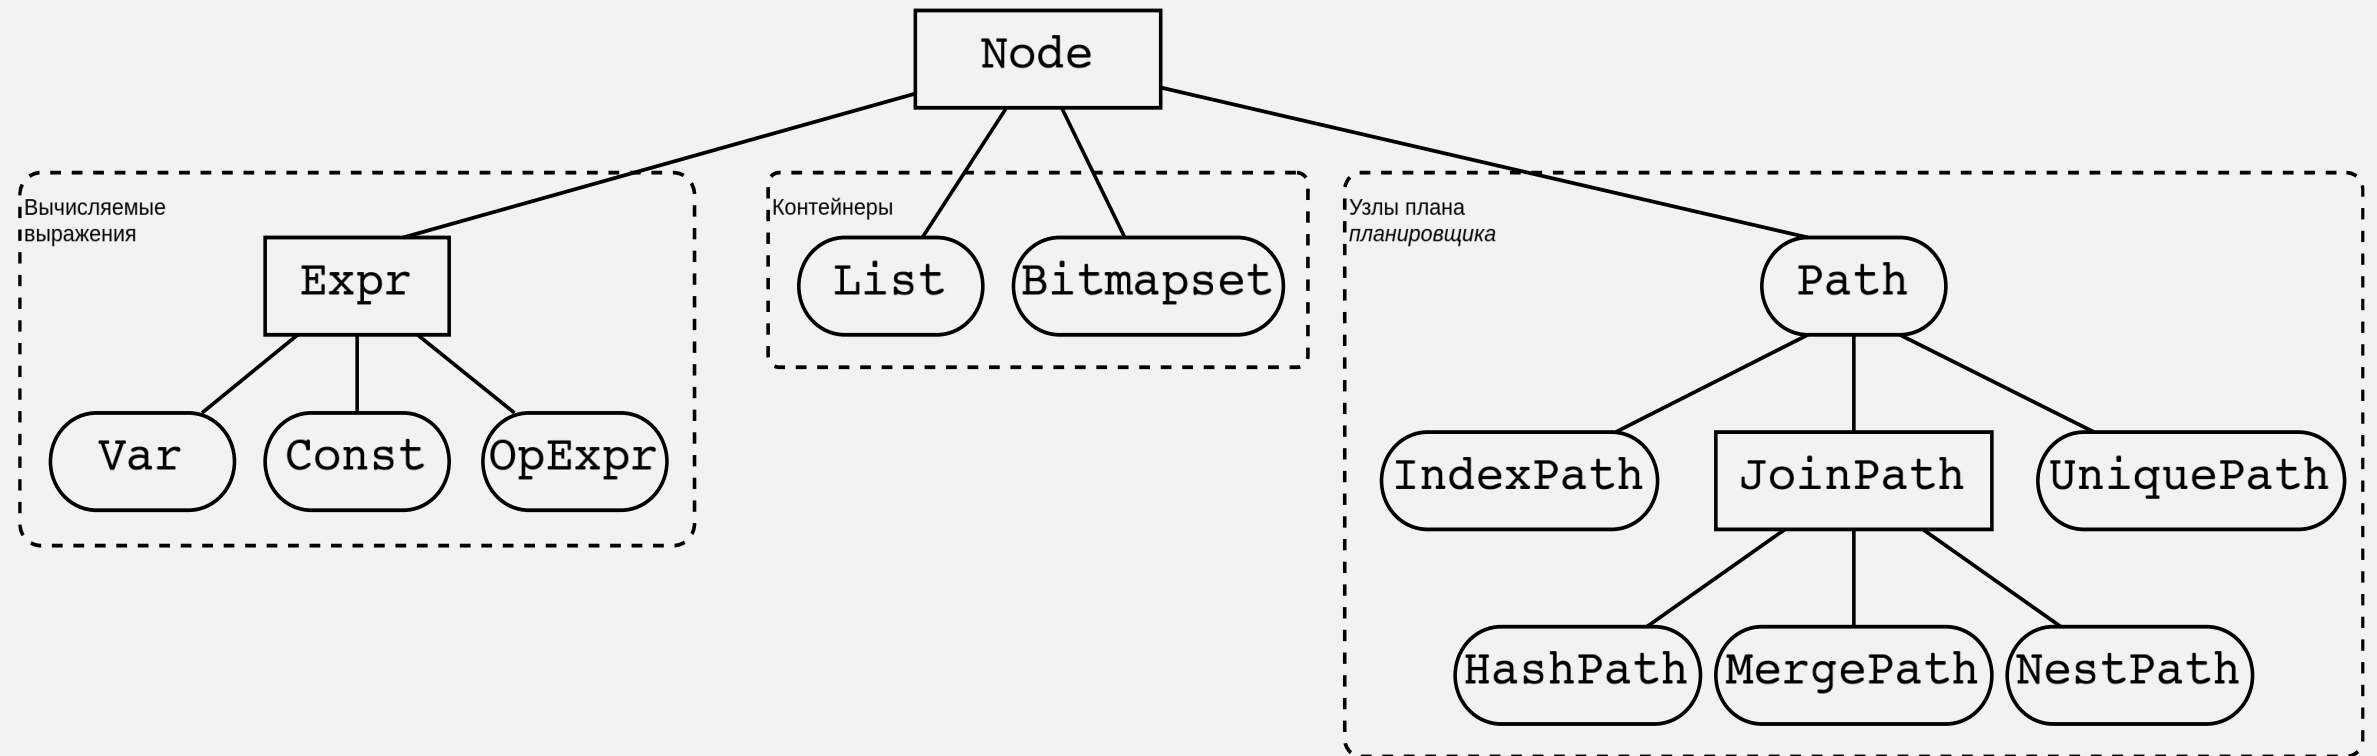 Node
Вычисляемые
выражения
Expr
Var
Const
OpExpr
Контейнеры
List
Bitmapset
Узлы плана
планировщика
Path
IndexPath
JoinPath
UniquePath
HashPath
MergePath
NestPath